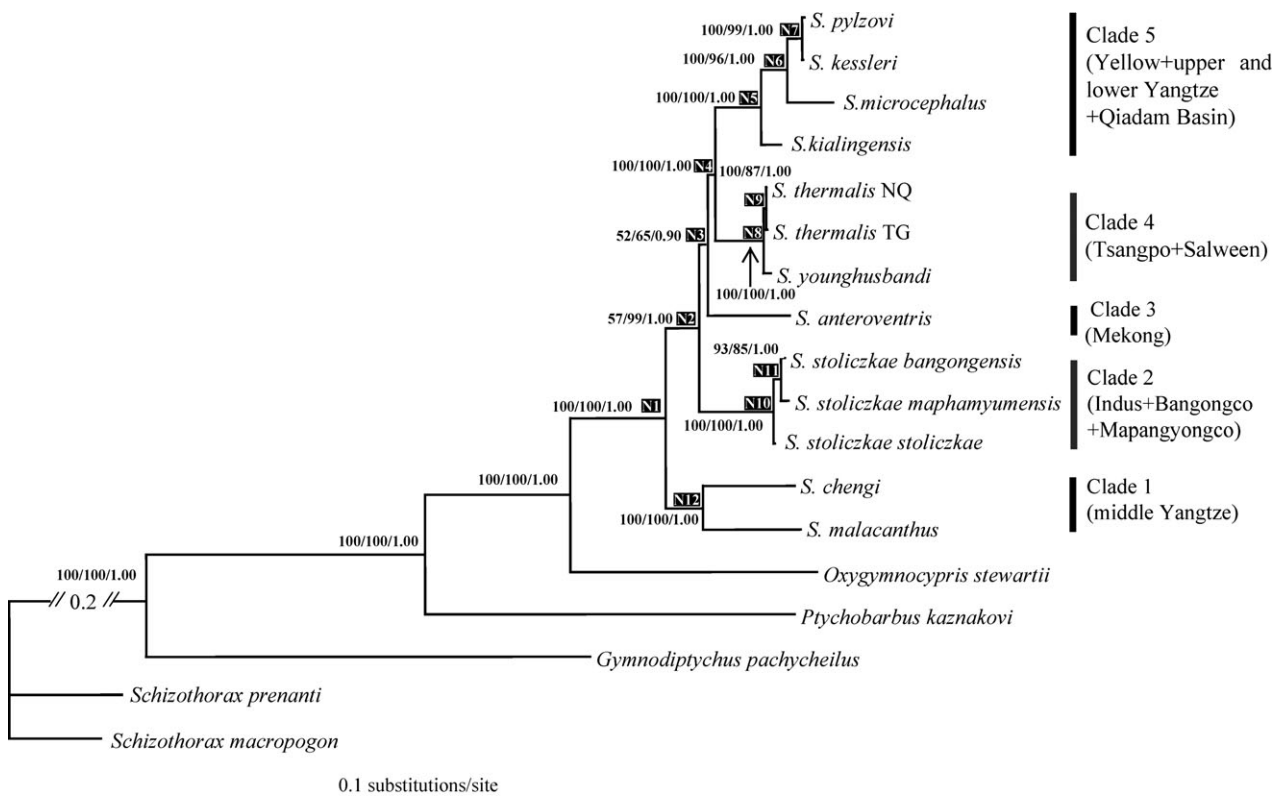 S. pylzovi
100/99/1.00
N7
Clade 5
(Yellow+upper and
lower Yangtze
+Qiadam Basin)
100/96/1.00
N6
S. kessleri
100/100/1.00
N5
S.microcephalus
S.kialingensis
100/100/1.00
N4
100/87/1.00
N9
S. thermalis NQ
Clade 4
(Tsangpo+Salween)
52/65/0.90
N3
N8
S. thermalis TG
S. younghusbandi
100/100/1.00
57/99/1.00
N2
S. anteroventris
Clade 3
(Mekong)
93/85/1.00
N11
S. stoliczkae bangongensis
Clade 2
(Indus+Bangongco
+Mapangyongco)
100/100/1.00
N1
N10
S. stoliczkae maphamyumensis
100/100/1.00
S. stoliczkae stoliczkae
100/100/1.00
N12
S. chengi
Clade 1
(middle Yangtze)
100/100/1.00
S. malacanthus
100/100/1.00
Oxygymnocypris stewartii
100/100/1.00
// 0.2 //
Ptychobarbus kaznakovi
Gymnodiptychus pachycheilus
Schizothorax prenanti
Schizothorax macropogon
0.1 substitutions/site